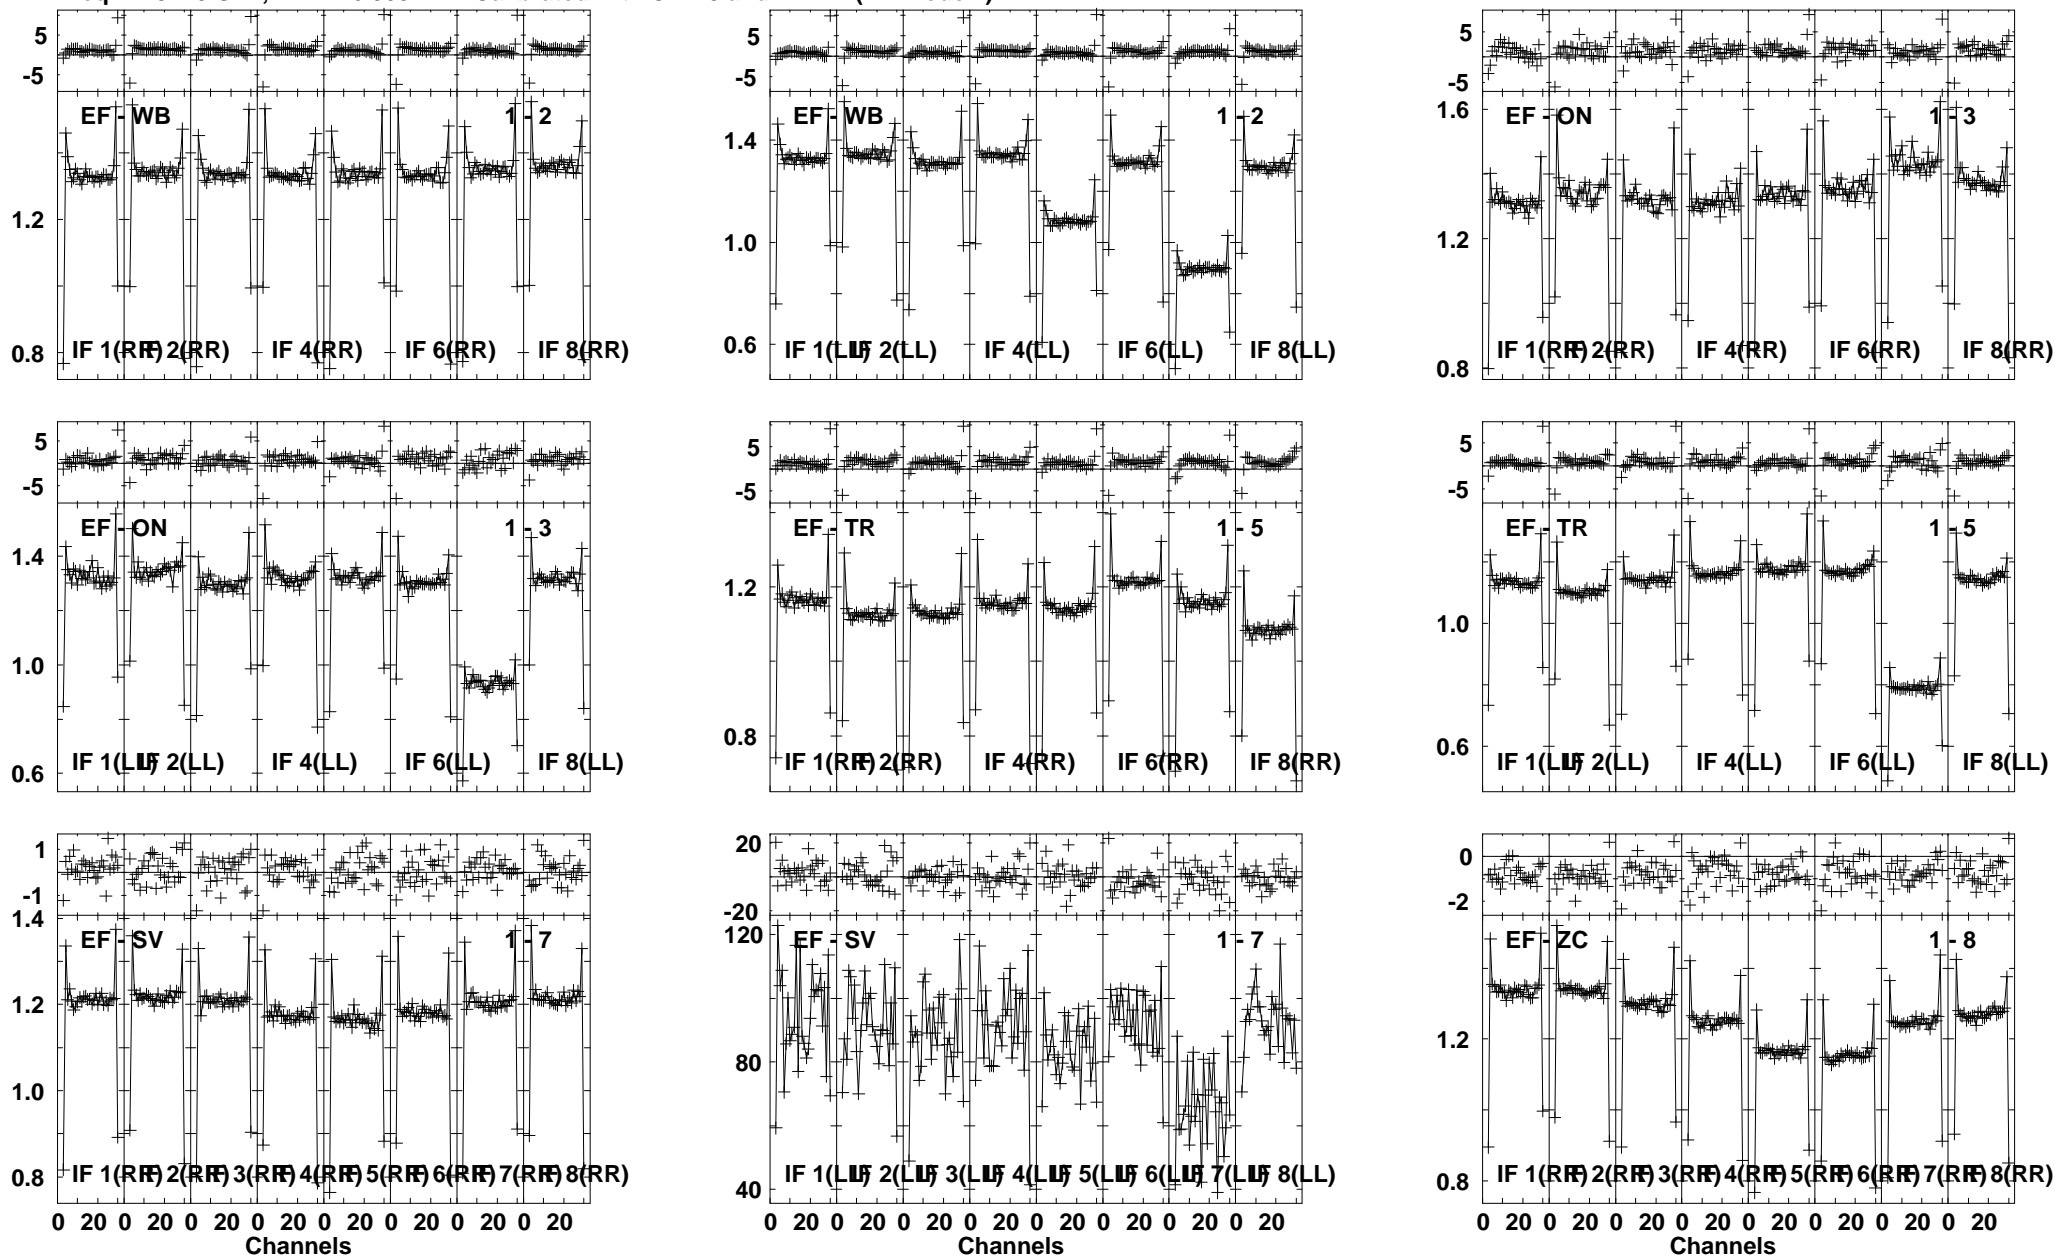 5
-5
EF - WB 1 - 2
1.2
0.8
IF 1(RR) IF 2(RR) IF 4(RR) IF 6(RR) IF 8(RR)
5
-5
EF - WB 1 - 2
1.4
1.0
0.6
IF 1(LL) IF 2(LL) IF 4(LL) IF 6(LL) IF 8(LL)
5
-5
1.6
EF - ON 1 - 3
1.2
0.8
IF 1(RR) IF 2(RR) IF 4(RR) IF 6(RR) IF 8(RR)
5
-5
EF - ON 1 - 3
1.4
1.0
0.6
IF 1(LL) IF 2(LL) IF 4(LL) IF 6(LL) IF 8(LL)
5
-5
EF - TR 1 - 5
1.2
0.8
IF 1(RR) IF 2(RR) IF 4(RR) IF 6(RR) IF 8(RR)
5
-5
EF - TR 1 - 5
1.0
0.6
IF 1(LL) IF 2(LL) IF 4(LL) IF 6(LL) IF 8(LL)
1
-1
1.4
EF - SV 1 - 7
1.2
1.0
0.8
IF 1(RR) IF 2(RR) IF 3(RR) IF 4(RR) IF 5(RR) IF 6(RR) IF 7(RR) IF 8(RR)
0 20 0 20 0 20 0 20 0 20 0 20 0 20 0 20
Channels
20
-20
120
EF - SV 1 - 7
80
40
IF 1(LL) IF 2(LL) IF 3(LL) IF 4(LL) IF 5(LL) IF 6(LL) IF 7(LL) IF 8(LL)
0 20 0 20 0 20 0 20 0 20 0 20 0 20 0 20
Channels
0
-2
EF - ZC 1 - 8
1.2
0.8
IF 1(RR) IF 2(RR) IF 3(RR) IF 4(RR) IF 5(RR) IF 6(RR) IF 7(RR) IF 8(RR)
0 20 0 20 0 20 0 20 0 20 0 20 0 20 0 20
Channels